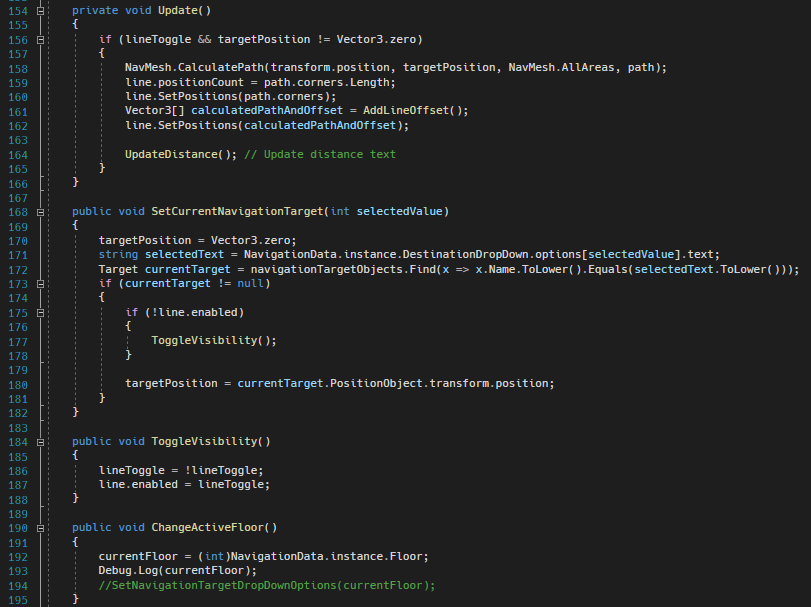 154 private void Update()
155 {
156 if (lineToggle && targetPosition != Vector3.zero)
157 {
158 NavMesh.CalculatePath(transform.position, targetPosition, NavMesh.AllAreas, path);
159 line.positionCount = path.corners.Length;
160 line.SetPositions(path.corners);
161 Vector3[] calculatedPathAndOffset = AddLineOffset();
162 line.SetPositions(calculatedPathAndOffset);
163
164 UpdateDistance(); // Update distance text
165 }
166 }
167
168 public void SetCurrentNavigationTarget(int selectedValue)
169 {
170 targetPosition = Vector3.zero;
171 string selectedText = NavigationData.instance.DestinationDropDown.options[selectedValue].text;
172 Target currentTarget = navigationTargetObjects.Find(x => x.Name.ToLower().Equals(selectedText.ToLower()));
173 if (currentTarget != null)
174 {
175 if (!line.enabled)
176 {
177 ToggleVisibility();
178 }
179
180 targetPosition = currentTarget.PositionObject.transform.position;
181 }
182 }
183
184 public void ToggleVisibility()
185 {
186 lineToggle = !lineToggle;
187 line.enabled = lineToggle;
188 }
189
190 public void ChangeActiveFloor()
191 {
192 currentFloor = (int)NavigationData.instance.Floor;
193 Debug.Log(currentFloor);
194 //SetNavigationTargetDropDownOptions(currentFloor);
195 }